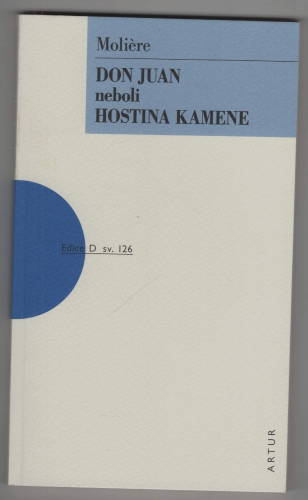 Molière
DON JUAN
neboli
HOSTINA KAMENE
Edice D sv. 126
ARTUR